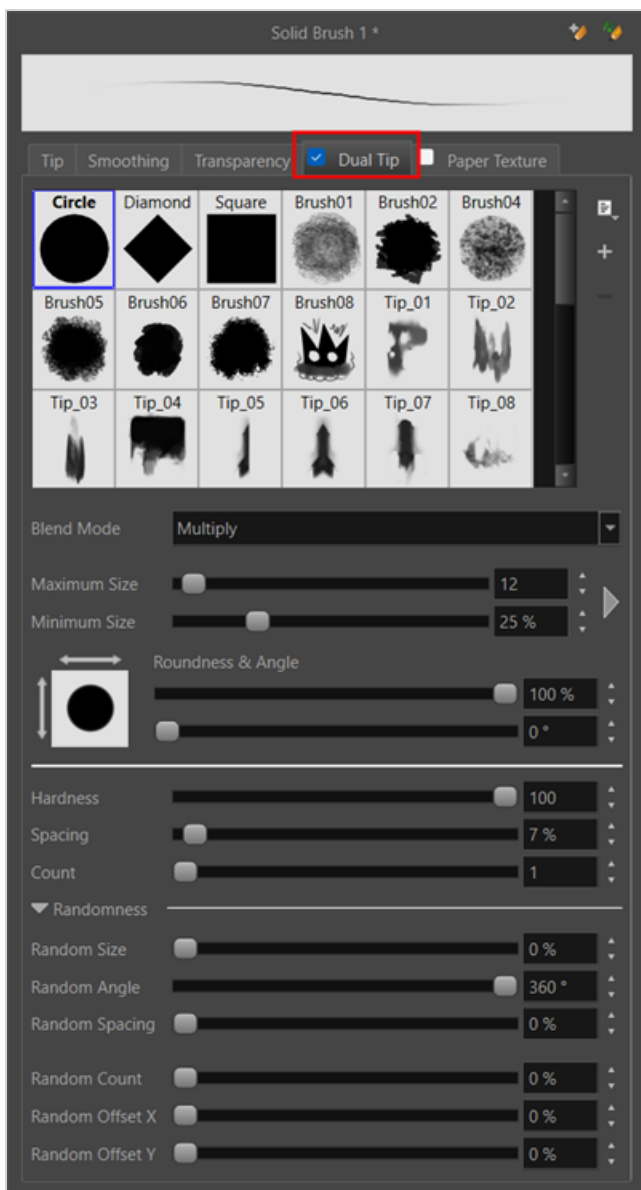 Solid Brush 1 *
Tip Smoothing Transparency Dual Tip Paper Texture
Circle Diamond Square Brush01 Brush02 Brush04
Brush05 Brush06 Brush07 Brush08 Tip_01 Tip_02
Tip_03 Tip_04 Tip_05 Tip_06 Tip_07 Tip_08
Blend Mode Multiply
Maximum Size 12
Minimum Size 25 %
Roundness & Angle
100 %
0 °
Hardness 100
Spacing 7 %
Count 1
Randomness
Random Size 0 %
Random Angle 360 °
Random Spacing 0 %
Random Count 0 %
Random Offset X 0 %
Random Offset Y 0 %